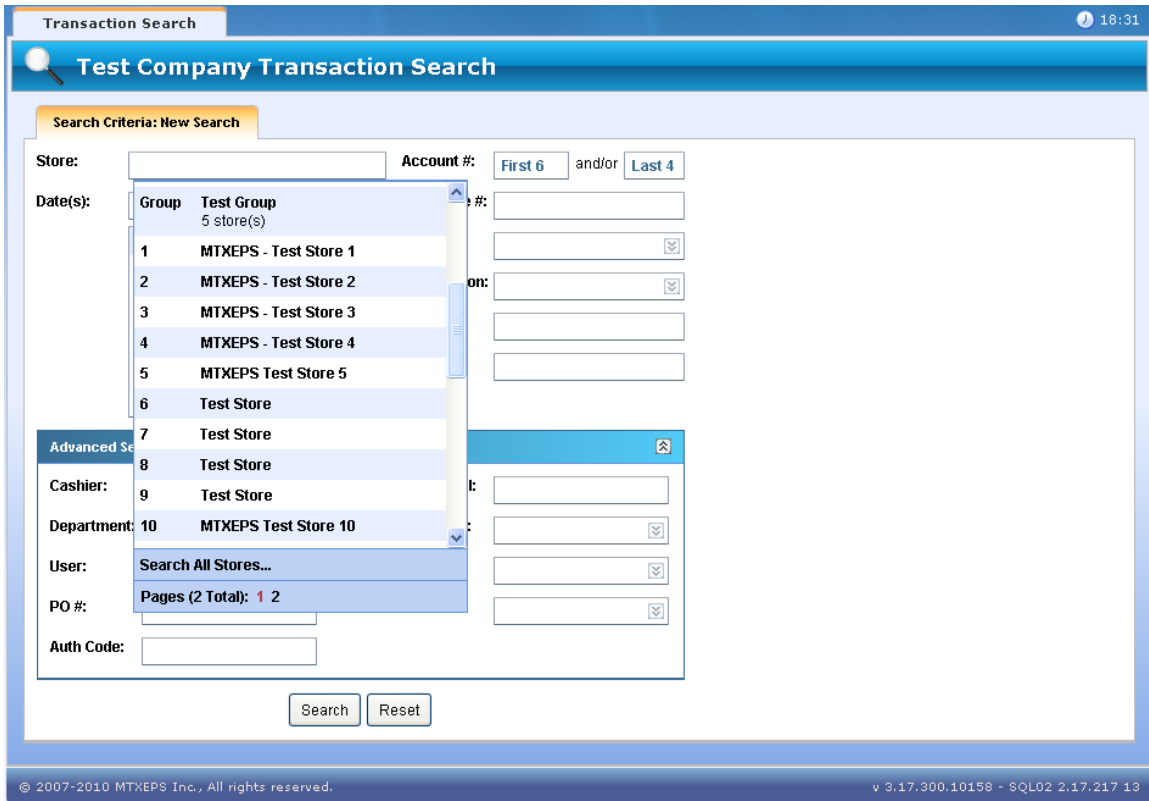 Transaction Search
18:31
Test Company Transaction Search
Search Criteria: New Search
Store:
Account #:
First 6
and/or
Last 4
Date(s):
#:
Group Test Group
5 store(s)
1 MTXEPS - Test Store 1
2 MTXEPS - Test Store 2
on:
3 MTXEPS - Test Store 3
4 MTXEPS - Test Store 4
5 MTXEPS Test Store 5
6 Test Store
7 Test Store
Advanced Se
8 Test Store
Cashier:
9 Test Store
Department:
10 MTXEPS Test Store 10
User:
Search All Stores...
PO #:
Pages (2 Total): 1 2
Auth Code:
Search
Reset
© 2007-2010 MTXEPS Inc., All rights reserved.
v 3.17.300.10158 - SQL02 2.17.217 13